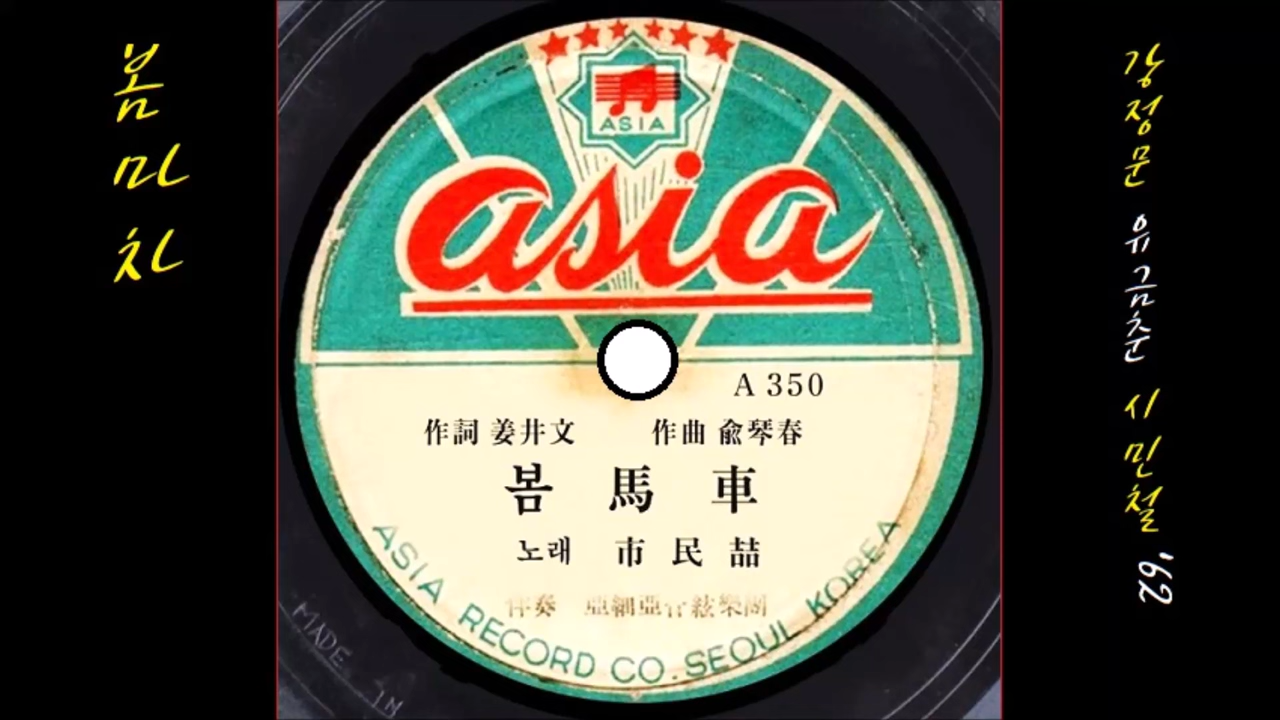 봄마차
ASIA
asia
A 350
作詞 姜井文 作曲 兪琴春
봄 馬 車
노래 市 民 喆
伴奏 亞細亞管絃樂團
ASIA RECORD CO. SEOUL KOREA
MADE IN
강정문 유금춘 시민철 '62